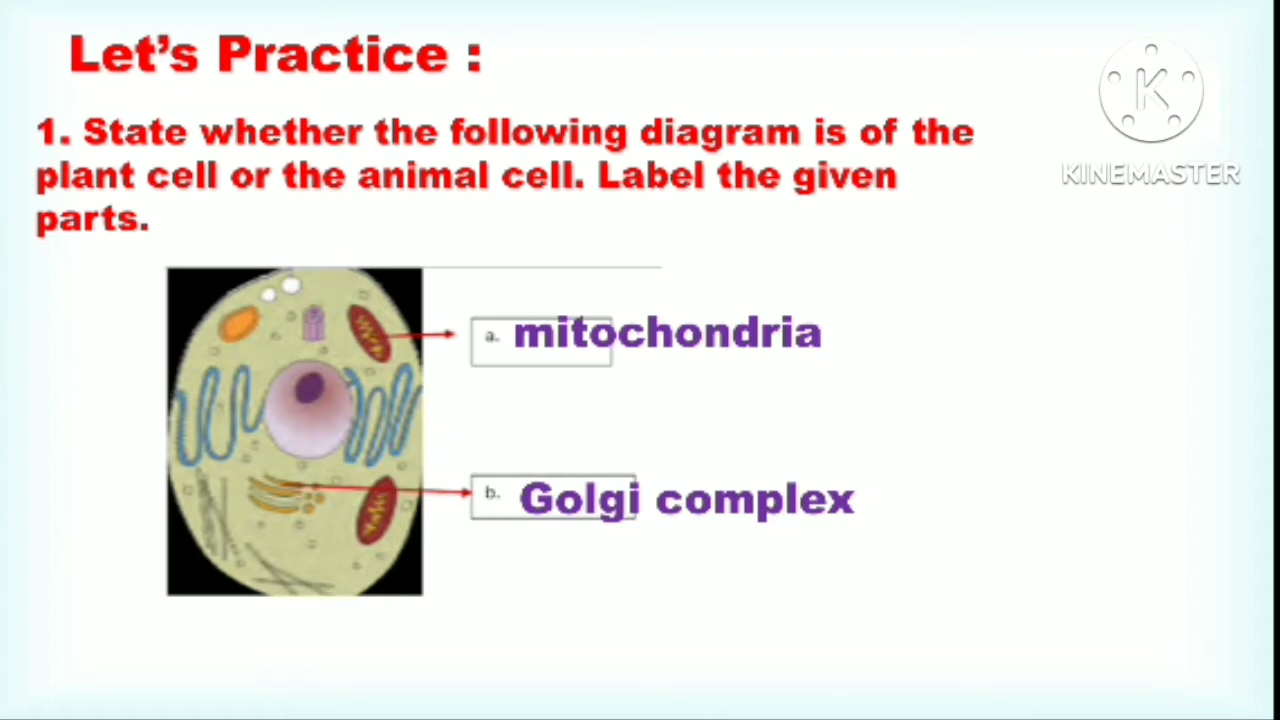 Let’s Practice :
K
KINEMASTER
1. State whether the following diagram is of the
plant cell or the animal cell. Label the given
parts.
a. mitochondria
b. Golgi complex